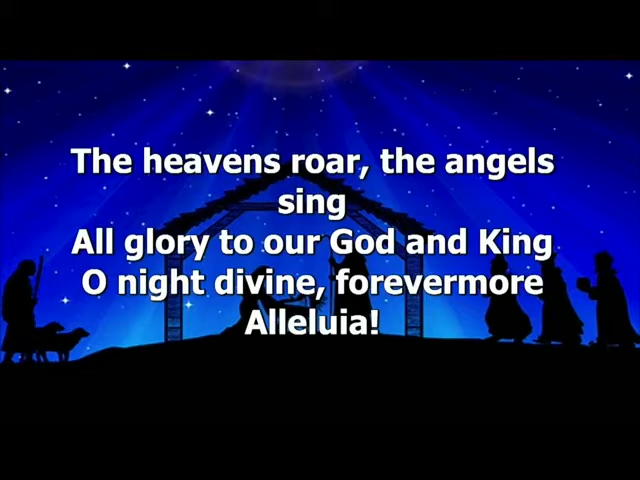 The heavens roar, the angels
sing
All glory to our God and King
O night divine, forevermore
Alleluia!